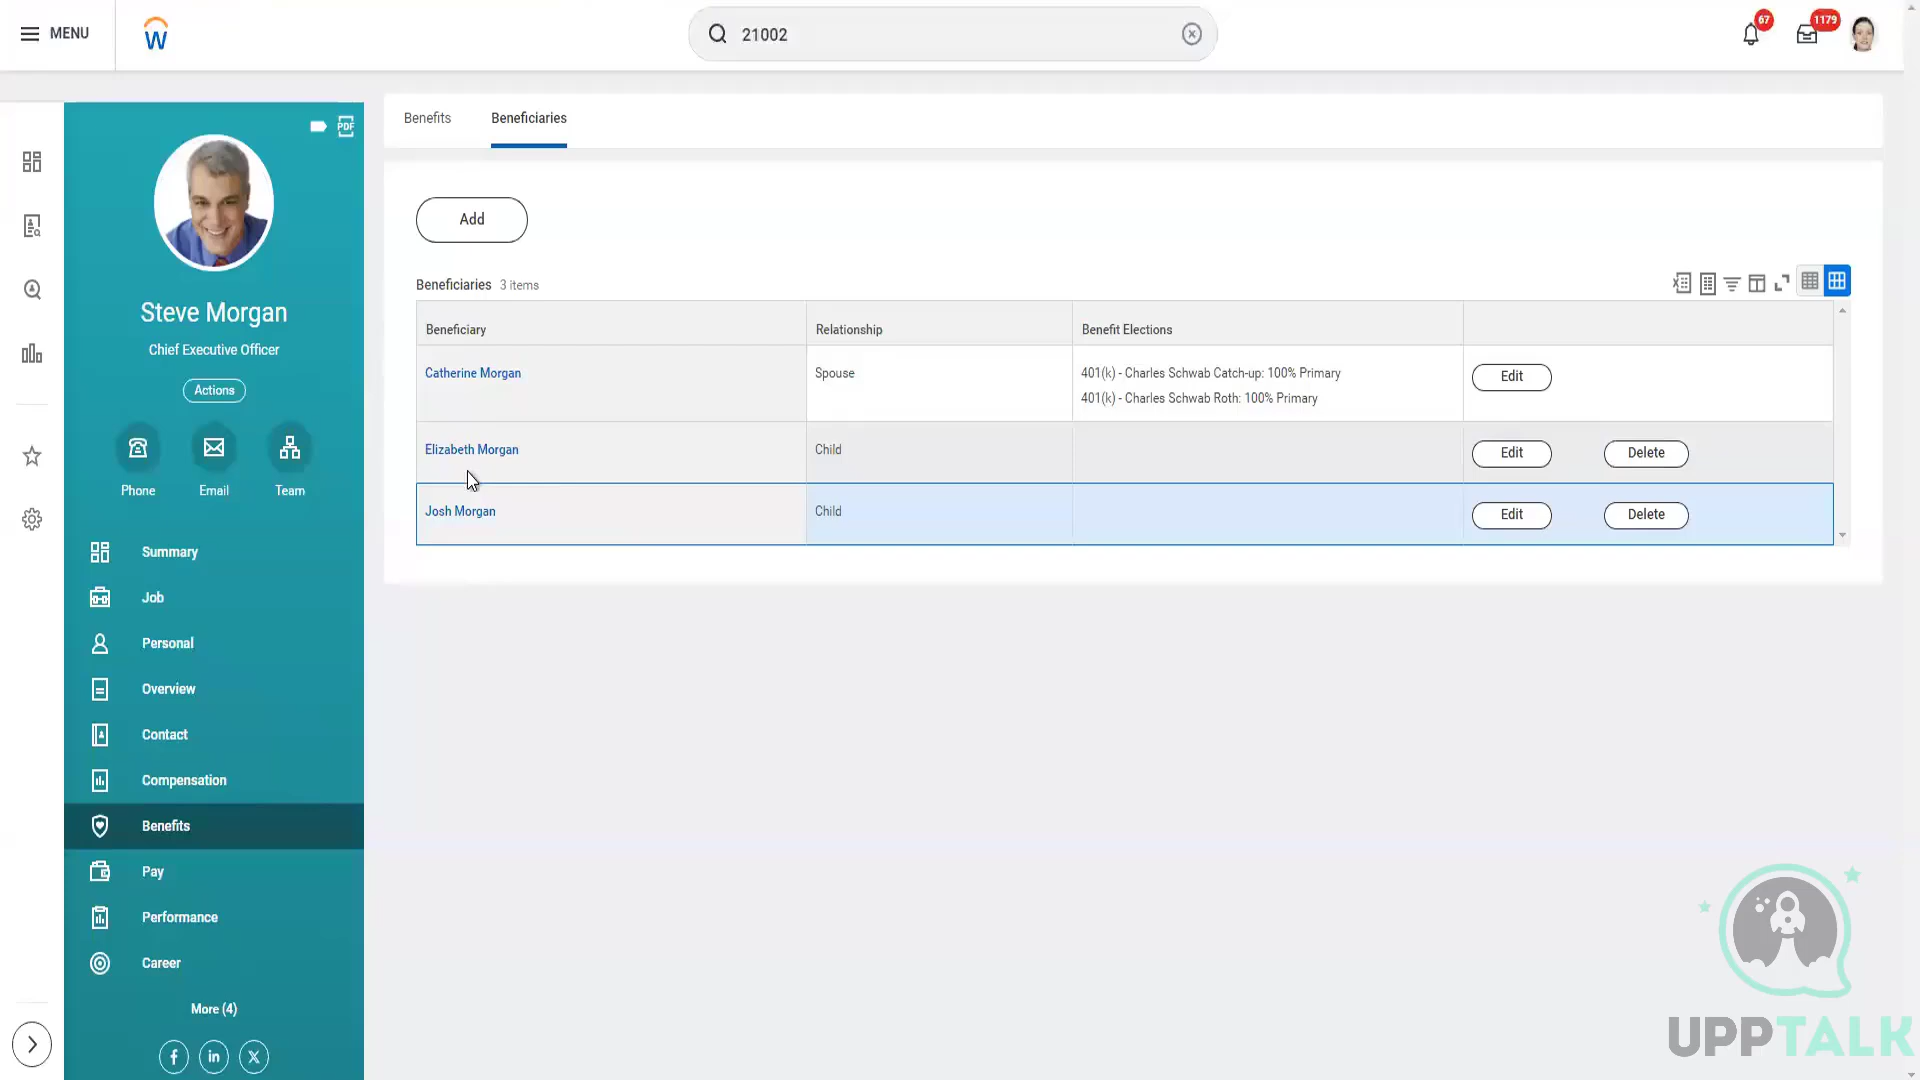 MENU
W
21002
67
1179
PDF
Steve Morgan
Chief Executive Officer
Actions
Phone
Email
Team
Summary
Job
Personal
Overview
Contact
Compensation
Benefits
Pay
Performance
Career
More (4)
f
in
X
Benefits
Beneficiaries
Add
Beneficiaries 3 items
Beneficiary
Relationship
Benefit Elections
Catherine Morgan
Spouse
401(k) - Charles Schwab Catch-up: 100% Primary
401(k) - Charles Schwab Roth: 100% Primary
Edit
Elizabeth Morgan
Child
Edit
Delete
Josh Morgan
Child
Edit
Delete
UPPTALK